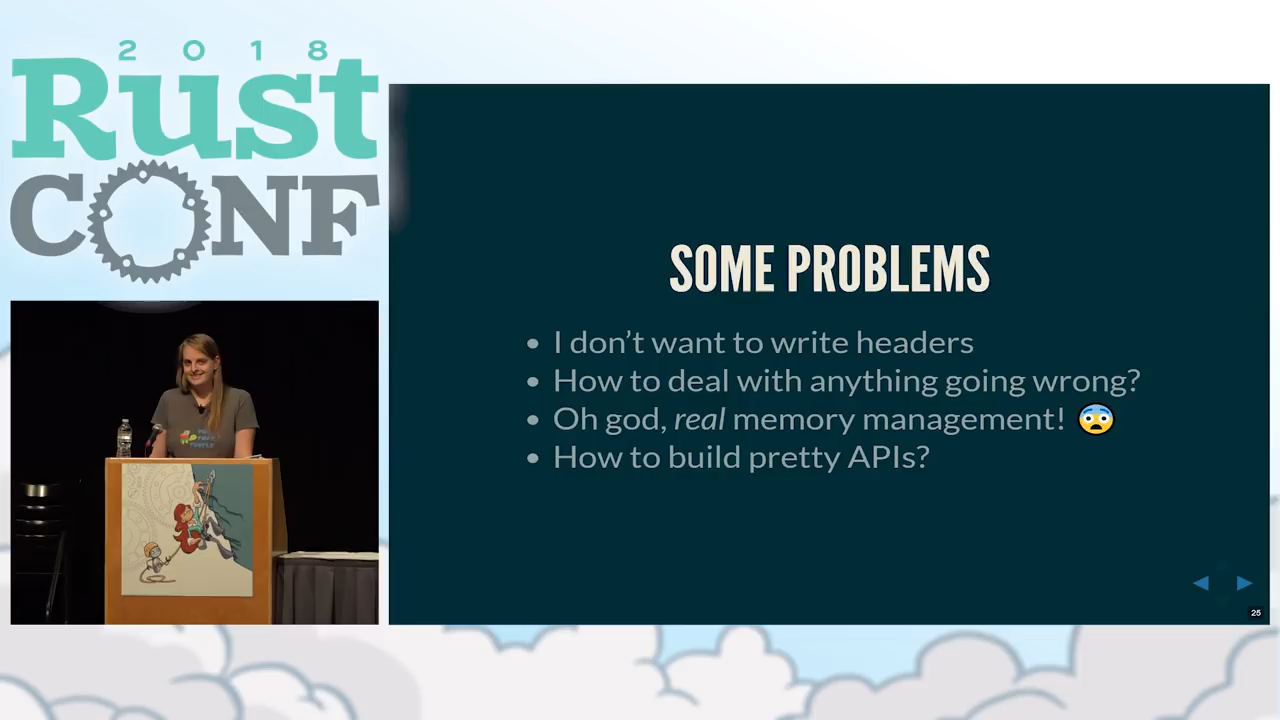 2018
Rust
CONF
SOME PROBLEMS
• I don’t want to write headers
• How to deal with anything going wrong?
• Oh god, real memory management! 😨
• How to build pretty APIs?
25